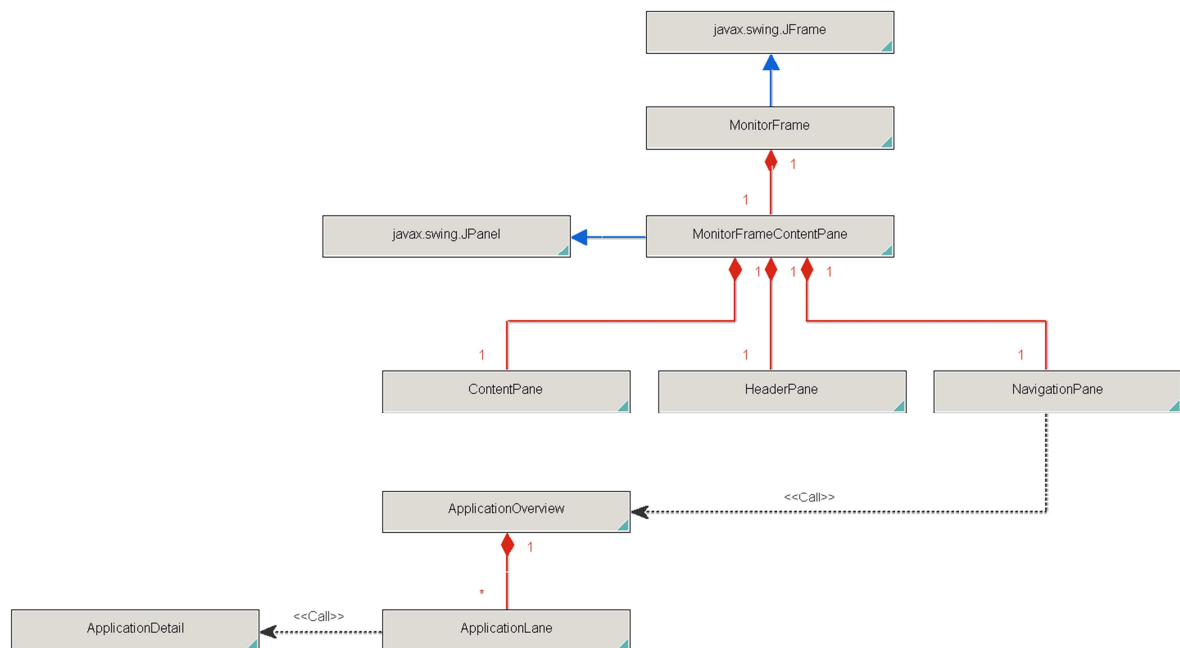 javax.swing.JFrame
MonitorFrame
1
1
javax.swing.JPanel
MonitorFrameContentPane
1
1
1
1
1
1
ContentPane
HeaderPane
NavigationPane
<<Call>>
ApplicationOverview
1
*
<<Call>>
ApplicationDetail
ApplicationLane